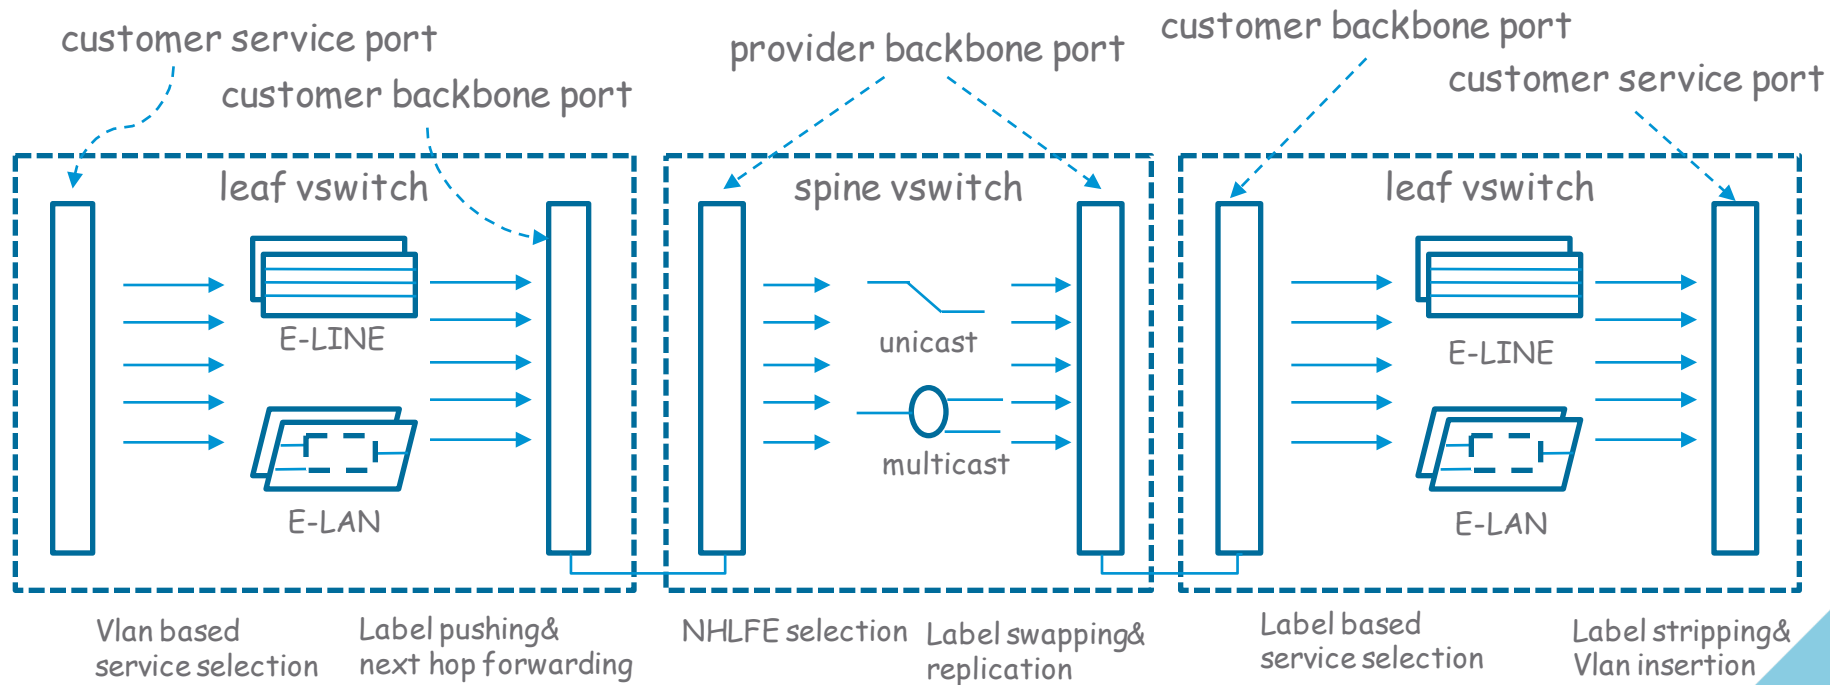 customer service port
customer backbone port
provider backbone port
customer backbone port
customer service port
leaf vswitch
spine vswitch
leaf vswitch
E-LINE
E-LAN
unicast
multicast
E-LINE
E-LAN
Vlan based
service selection
Label pushing&
next hop forwarding
NHLFE selection
Label swapping&
replication
Label based
service selection
Label stripping&
Vlan insertion